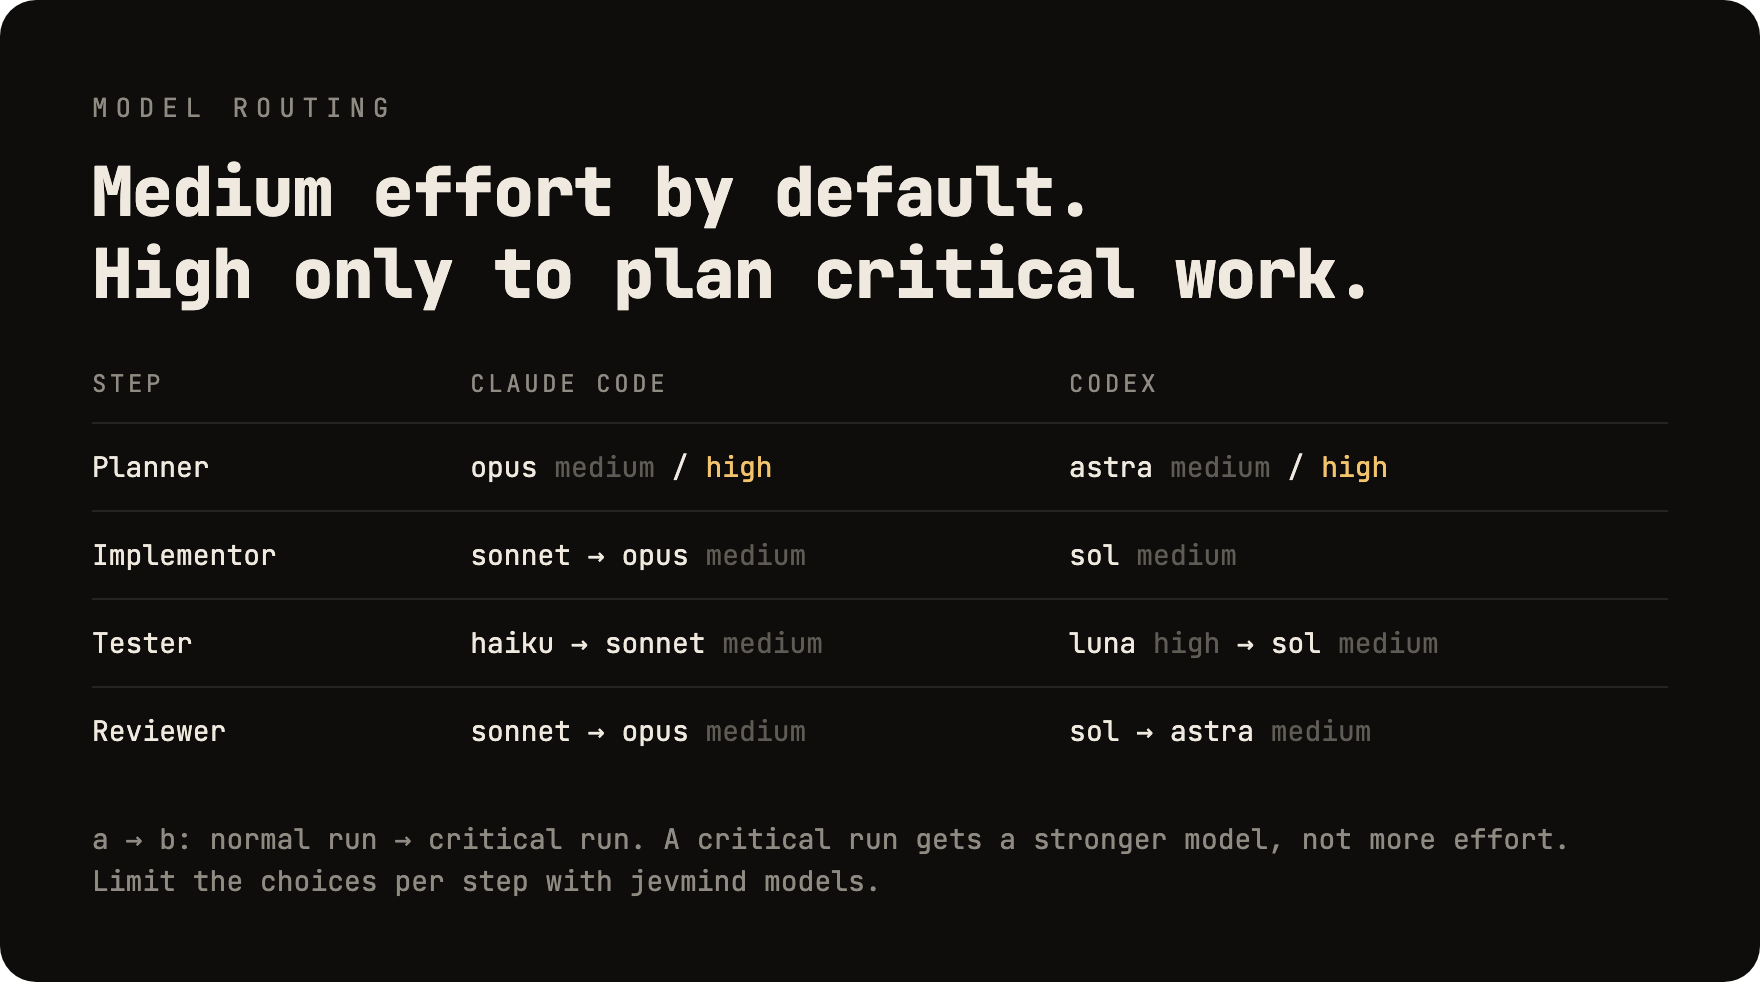 MODEL ROUTING
Medium effort by default.
High only to plan critical work.
STEP CLAUDE CODE CODEX
Planner opus medium / high astra medium / high
Implementor sonnet → opus medium sol medium
Tester haiku → sonnet medium luna high → sol medium
Reviewer sonnet → opus medium sol → astra medium
a → b: normal run → critical run. A critical run gets a stronger model, not more effort.
Limit the choices per step with jevmind models.